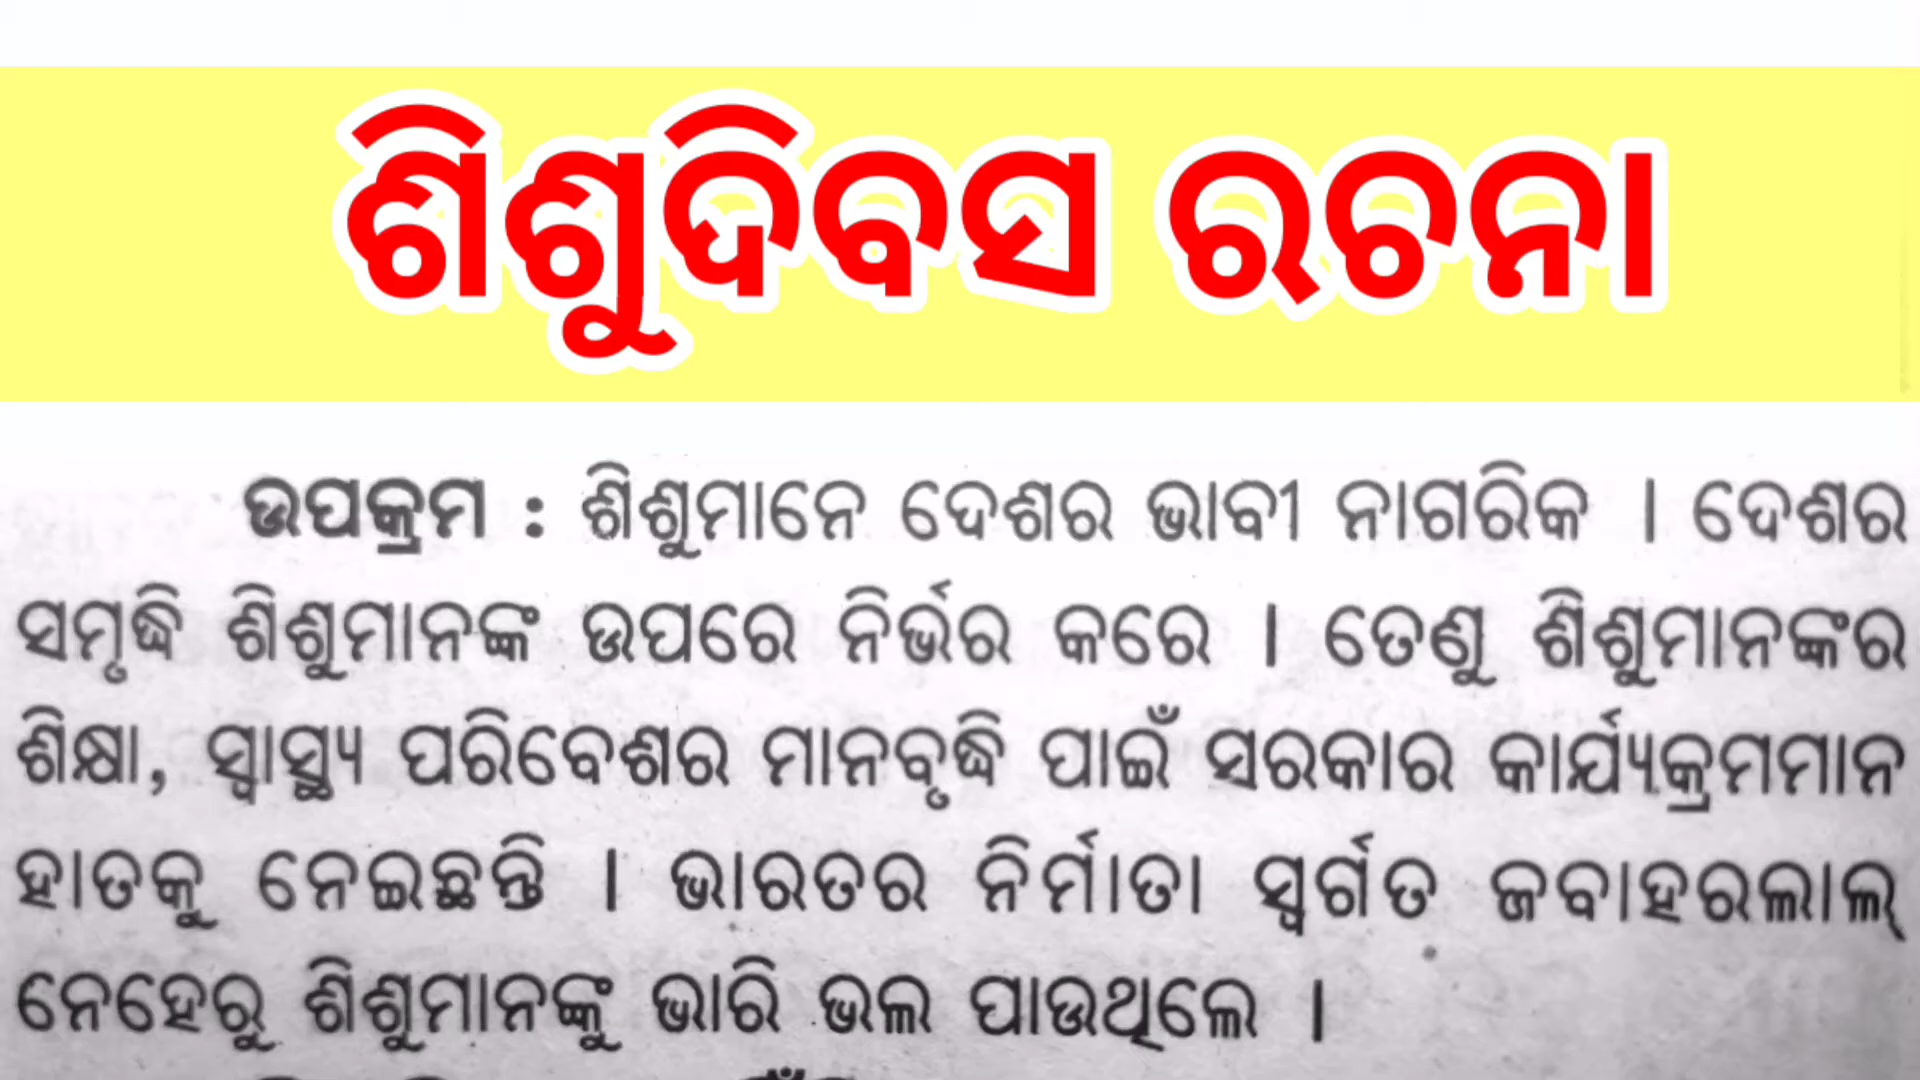 ଶିଶୁଦିବସ ରଚନା
ଉପକ୍ରମ : ଶିଶୁମାନେ ଦେଶର ଭାବୀ ନାଗରିକ । ଦେଶର
ସମୃଦ୍ଧି ଶିଶୁମାନଙ୍କ ଉପରେ ନିର୍ଭର କରେ । ତେଣୁ ଶିଶୁମାନଙ୍କର
ଶିକ୍ଷା, ସ୍ୱାସ୍ଥ୍ୟ ପରିବେଶର ମାନବୃଦ୍ଧି ପାଇଁ ସରକାର କାର୍ଯ୍ୟକ୍ରମମାନ
ହାତକୁ ନେଇଛନ୍ତି । ଭାରତର ନିର୍ମାତା ସ୍ୱର୍ଗତ ଜବାହରଲାଲ୍
ନେହେରୁ ଶିଶୁମାନଙ୍କୁ ଭାରି ଭଲ ପାଉଥିଲେ ।